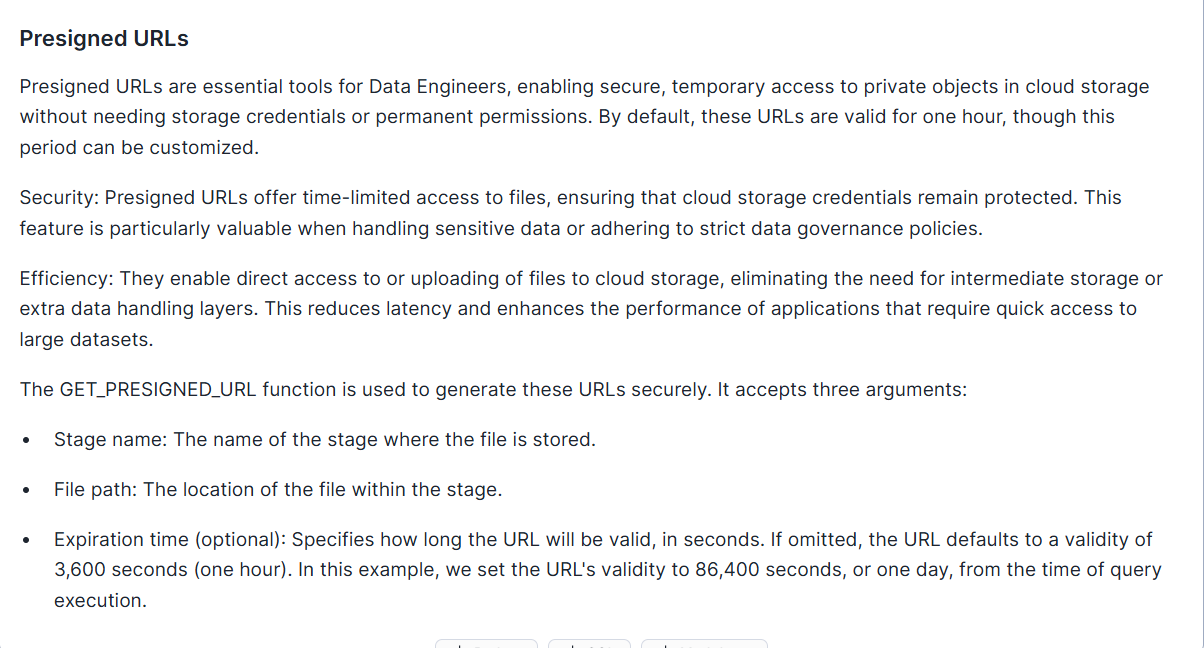 Presigned URLs
Presigned URLs are essential tools for Data Engineers, enabling secure, temporary access to private objects in cloud storage
without needing storage credentials or permanent permissions. By default, these URLs are valid for one hour, though this
period can be customized.
Security: Presigned URLs offer time-limited access to files, ensuring that cloud storage credentials remain protected. This
feature is particularly valuable when handling sensitive data or adhering to strict data governance policies.
Efficiency: They enable direct access to or uploading of files to cloud storage, eliminating the need for intermediate storage or
extra data handling layers. This reduces latency and enhances the performance of applications that require quick access to
large datasets.
The GET_PRESIGNED_URL function is used to generate these URLs securely. It accepts three arguments:
• Stage name: The name of the stage where the file is stored.
• File path: The location of the file within the stage.
• Expiration time (optional): Specifies how long the URL will be valid, in seconds. If omitted, the URL defaults to a validity of
3,600 seconds (one hour). In this example, we set the URL's validity to 86,400 seconds, or one day, from the time of query
execution.